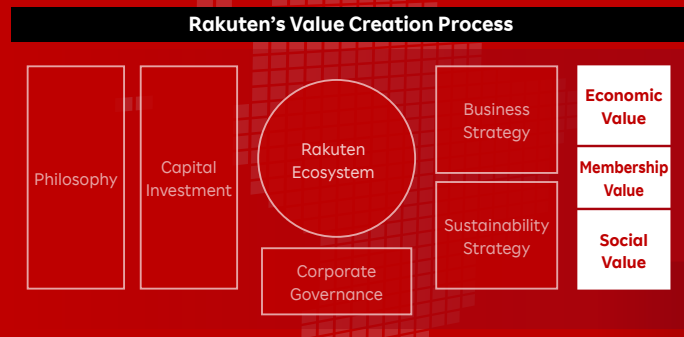 Rakuten’s Value Creation Process
Philosophy
Capital
Investment
Rakuten
Ecosystem
Corporate
Governance
Business
Strategy
Sustainability
Strategy
Economic
Value
Membership
Value
Social
Value